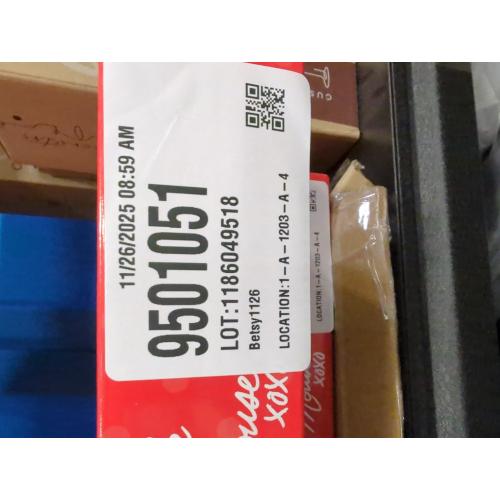 11/26/2025 08:59 AM
9501051
LOT:1186049518
Betsy1126
LOCATION:1-A-1203-A-4
LOCATION:1-A-1203-A-4
xoxo
xoxo